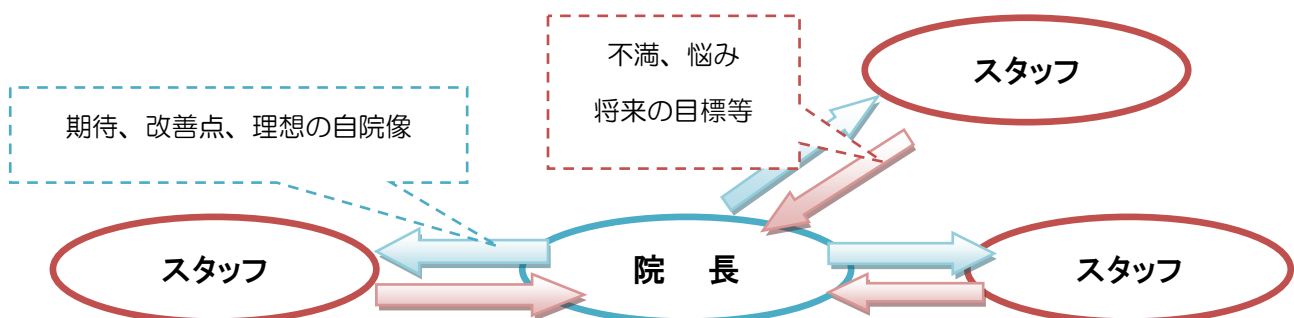 不満、悩み
将来の目標等
スタッフ
期待、改善点、理想の自院像
スタッフ
院　長
スタッフ